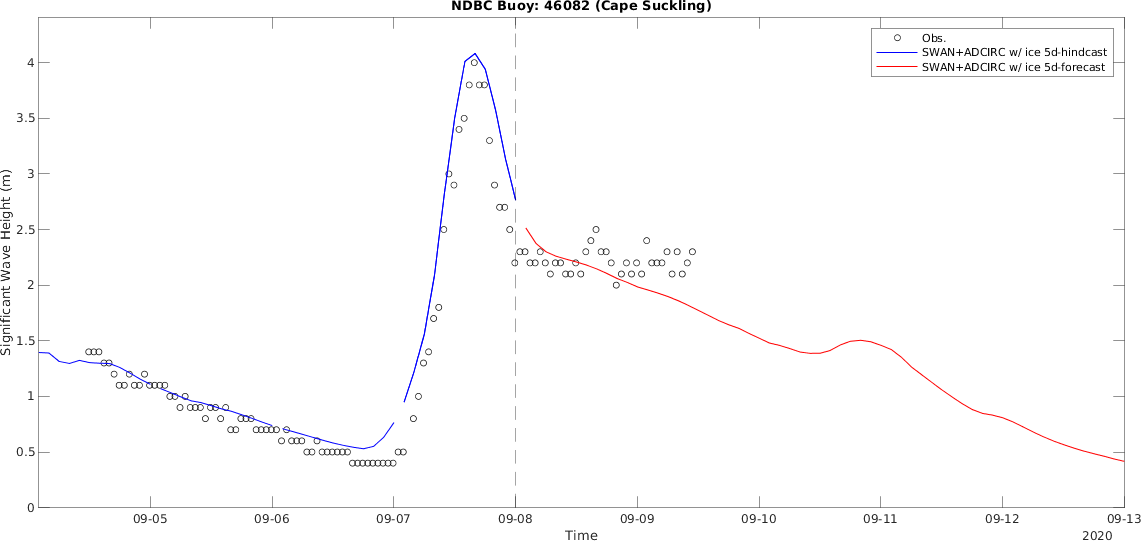 NDBC Buoy: 46082 (Cape Suckling)
Obs.
SWAN+ADCIRC w/ ice 5d-hindcast
SWAN+ADCIRC w/ ice 5d-forecast
Significant Wave Height (m)
4
3.5
3
2.5
2
1.5
1
0.5
0
09-05 09-06 09-07 09-08 09-09 09-10 09-11 09-12 09-13
Time
2020